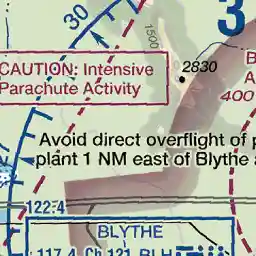 30
1500
3
2830
CAUTION: Intensive
Parachute Activity
B
A
400
Avoid direct overflight of p
plant 1 NM east of Blythe a
122.4
BLYTHE
117.4 Ch 121 BLH